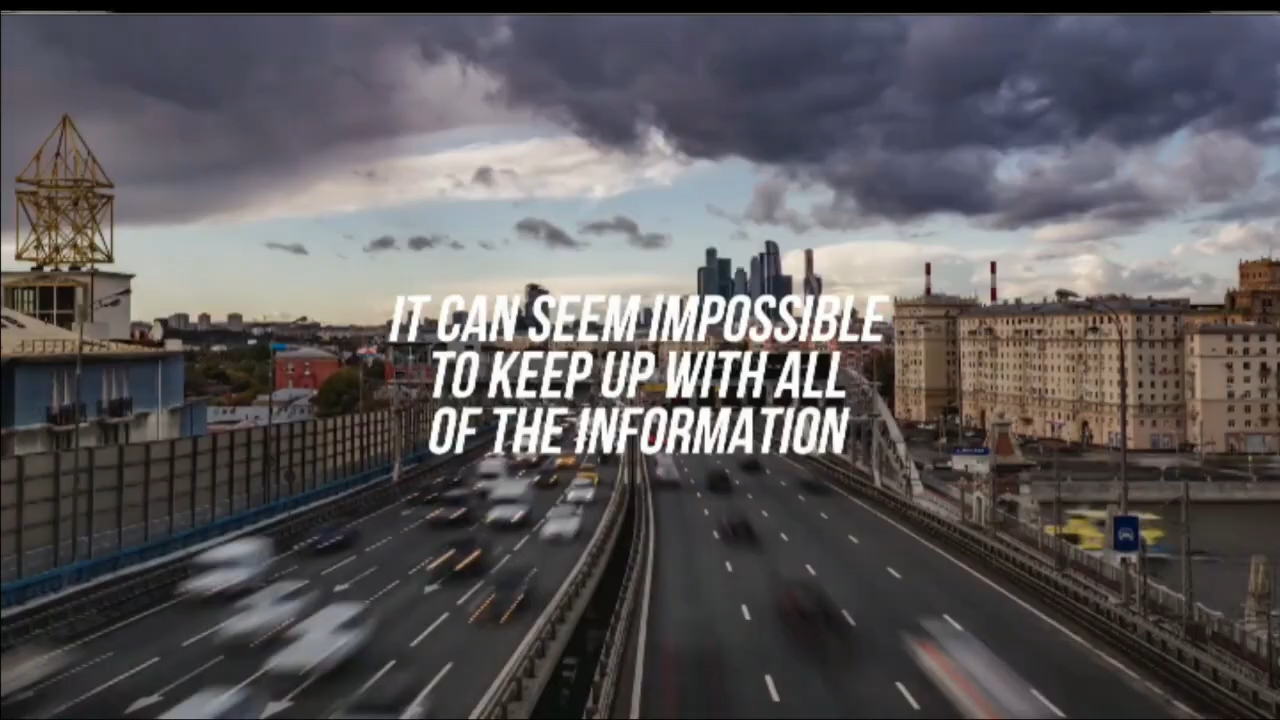 IT CAN SEEM IMPOSSIBLE
TO KEEP UP WITH ALL
OF THE INFORMATION